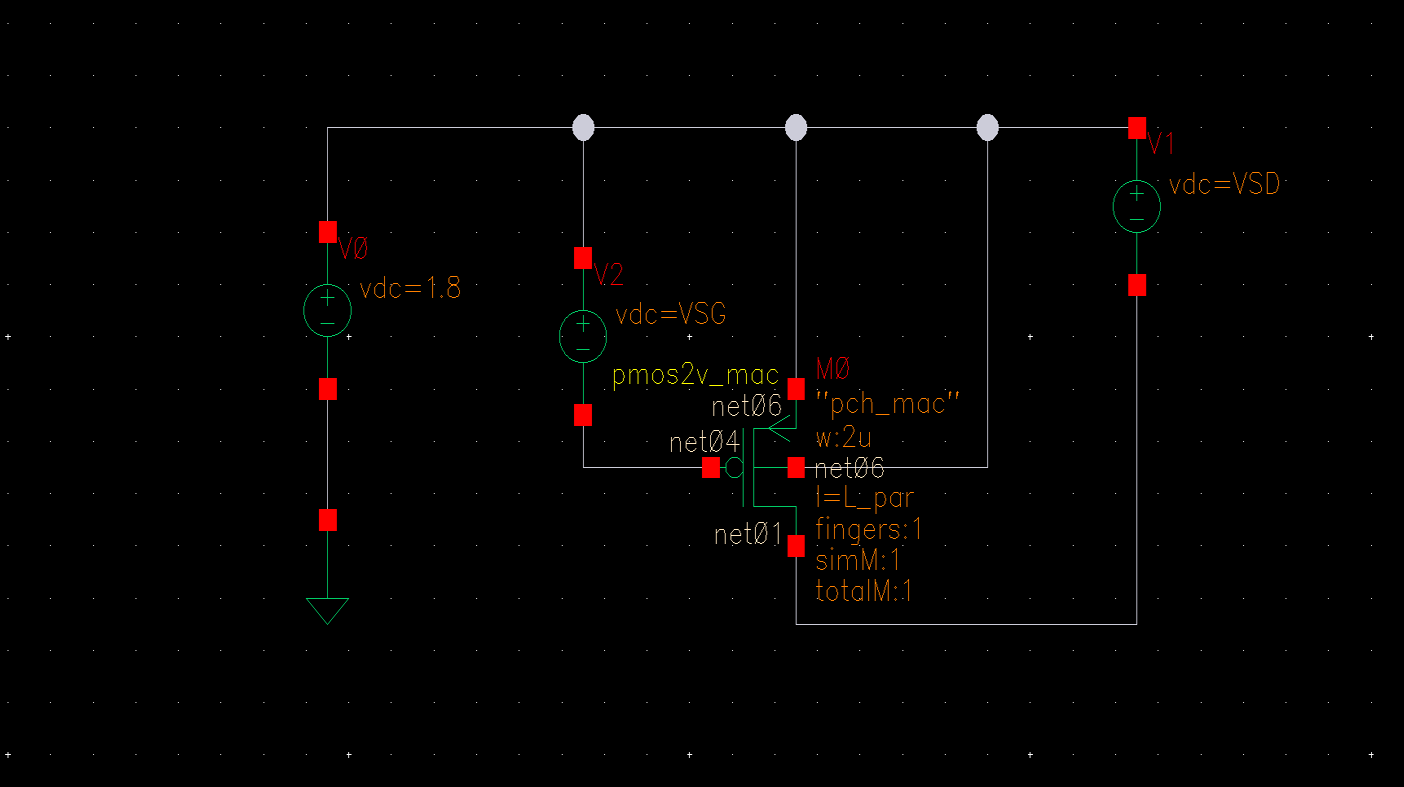 V0
vdc=1.8
V2
vdc=VSG
V1
vdc=VSD
pmos2v_mac
M0
net06
"pch_mac"
net04
w:2u
net06
l=L_par
net01
fingers:1
simM:1
totalM:1